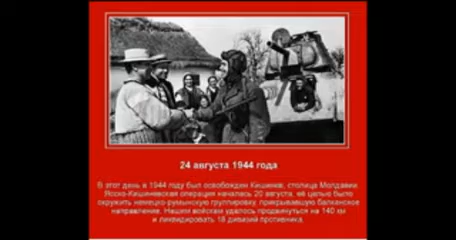 24 августа 1944 года
В этот день в 1944 году был освобожден Кишинев, столица Молдавии.
Ясско-Кишинёвская операция началась 20 августа, её целью было
окружить немецко-румынскую группировку, прикрывавшую балканское
направление. Нашим войскам удалось продвинуться на 140 км
и ликвидировать 18 дивизий противника.